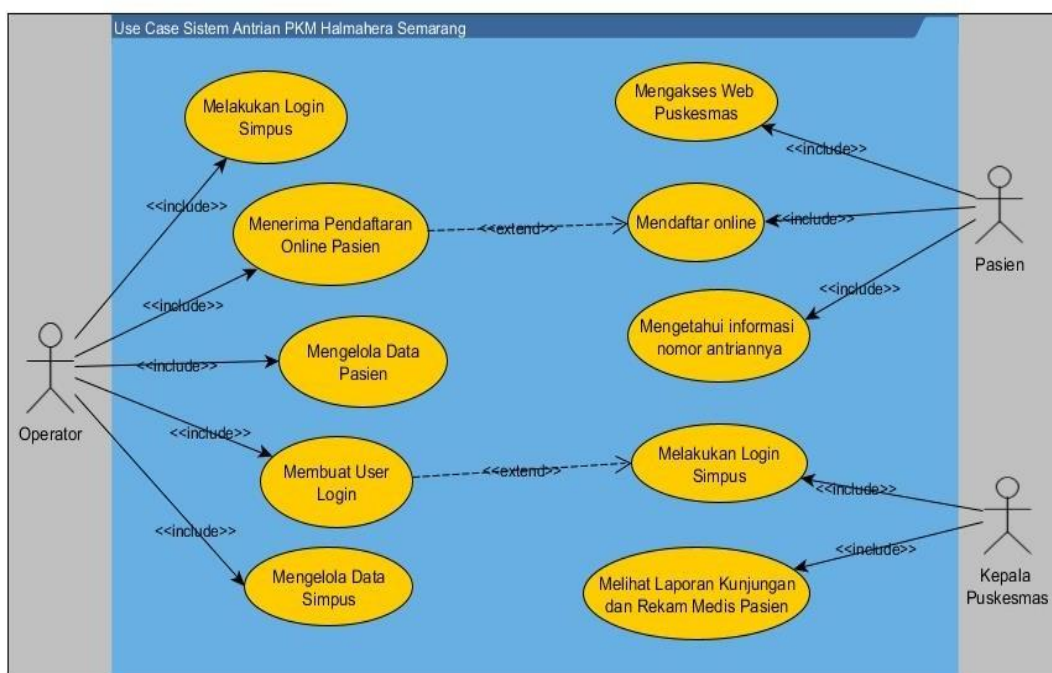 Use Case Sistem Antrian PKM Halmahera Semarang
Melakukan Login
Simpus
Mengakses Web
Puskesmas
<<include>>
<<include>>
Menerima Pendaftaran
Online Pasien
<<extend>>
Mendaftar online
<<include>>
Pasien
<<include>>
<<include>>
Mengetahui informasi
nomor antriannya
Mengelola Data
Pasien
<<include>>
Operator
<<include>>
Membuat User
Login
<<extend>>
Melakukan Login
Simpus
<<include>>
<<include>>
Mengelola Data
Simpus
<<include>>
Melihat Laporan Kunjungan
dan Rekam Medis Pasien
Kepala
Puskesmas